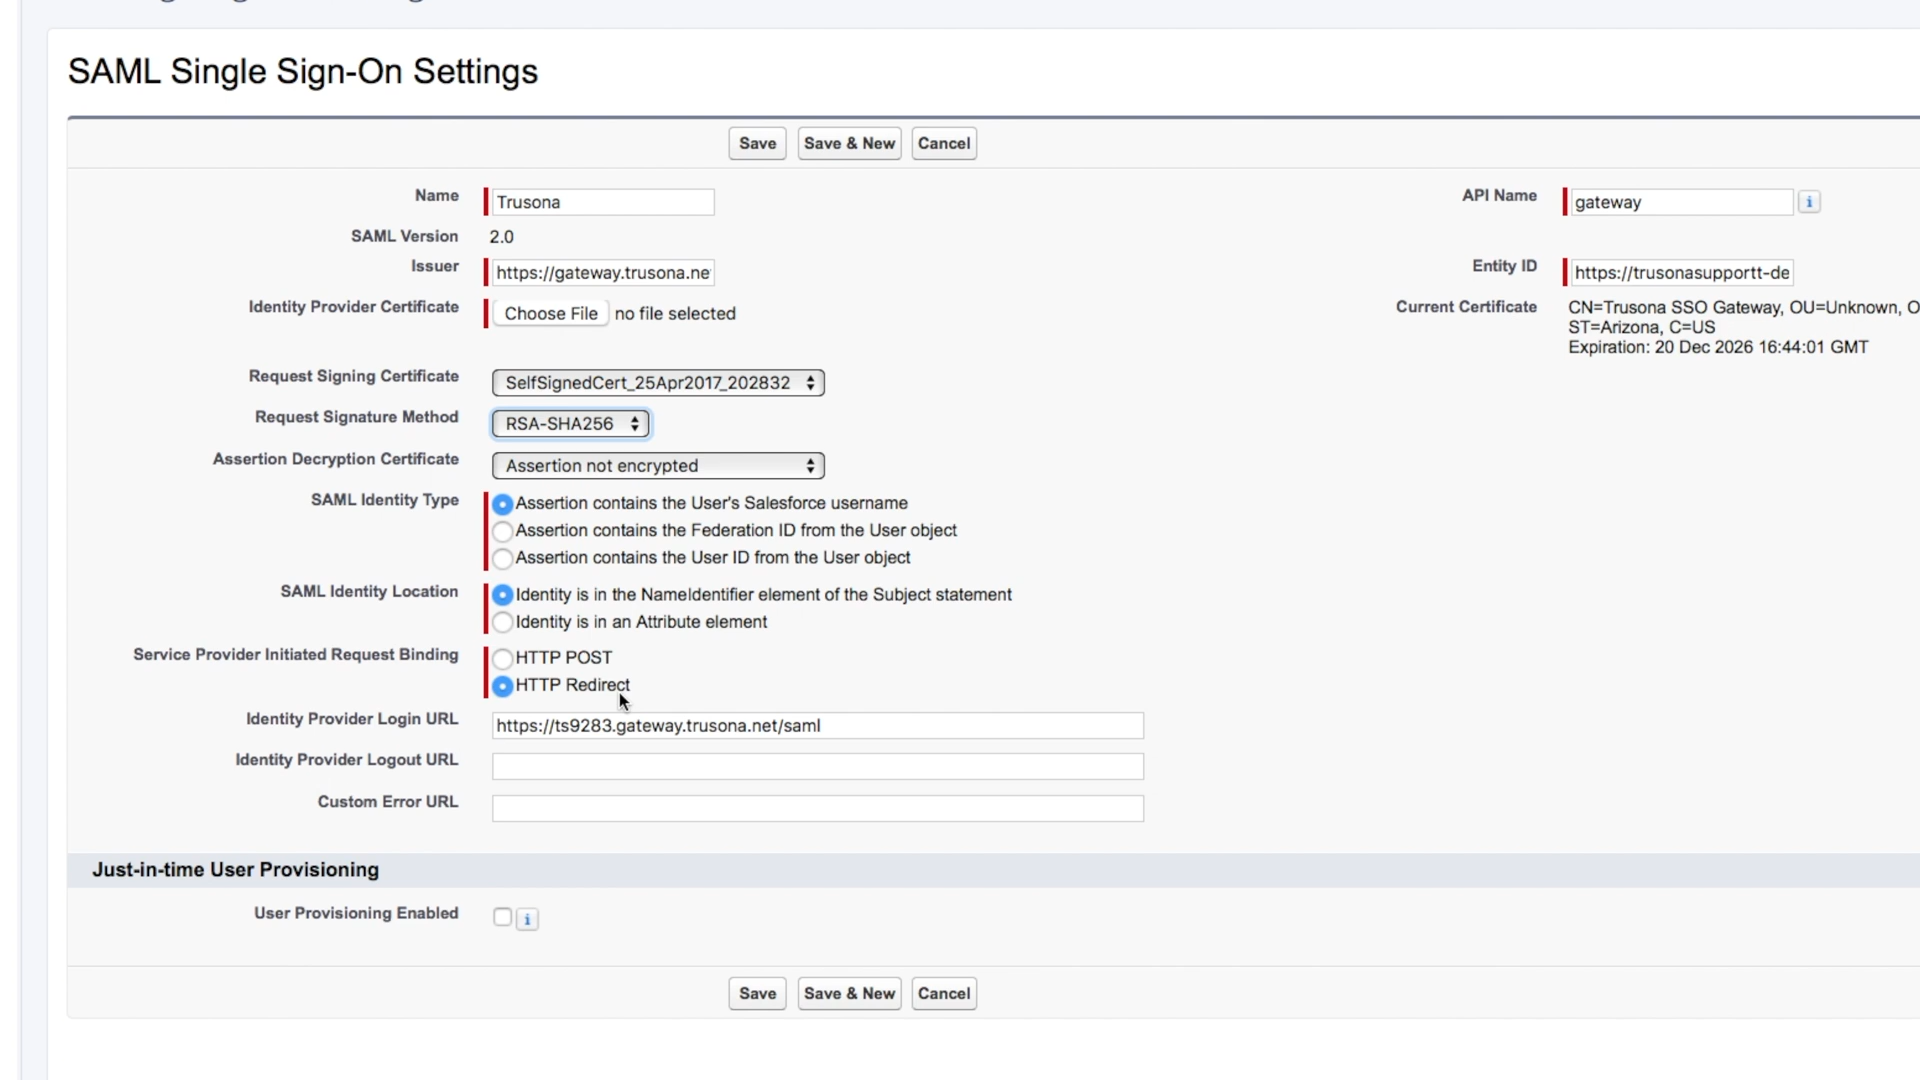 SAML Single Sign-On Settings
Save Save & New Cancel
Name Trusona API Name gateway i
SAML Version 2.0
Issuer https://gateway.trusona.ne Entity ID https://trusonasupportt-de
Identity Provider Certificate Choose File no file selected Current Certificate CN=Trusona SSO Gateway, OU=Unknown, O
ST=Arizona, C=US
Expiration: 20 Dec 2026 16:44:01 GMT
Request Signing Certificate SelfSignedCert_25Apr2017_202832
Request Signature Method RSA-SHA256
Assertion Decryption Certificate Assertion not encrypted
SAML Identity Type Assertion contains the User's Salesforce username
Assertion contains the Federation ID from the User object
Assertion contains the User ID from the User object
SAML Identity Location Identity is in the NameIdentifier element of the Subject statement
Identity is in an Attribute element
Service Provider Initiated Request Binding HTTP POST
HTTP Redirect
Identity Provider Login URL https://ts9283.gateway.trusona.net/saml
Identity Provider Logout URL
Custom Error URL
Just-in-time User Provisioning
User Provisioning Enabled i
Save Save & New Cancel